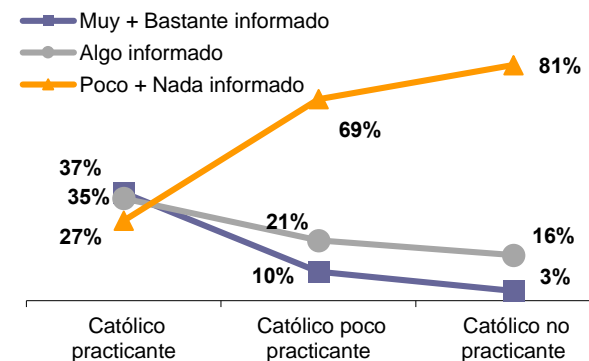 Muy + Bastante informado
Algo informado
Poco + Nada informado
81%
69%
37%
35%
27%
21%
10%
16%
3%
Católico
practicante
Católico poco
practicante
Católico no
practicante